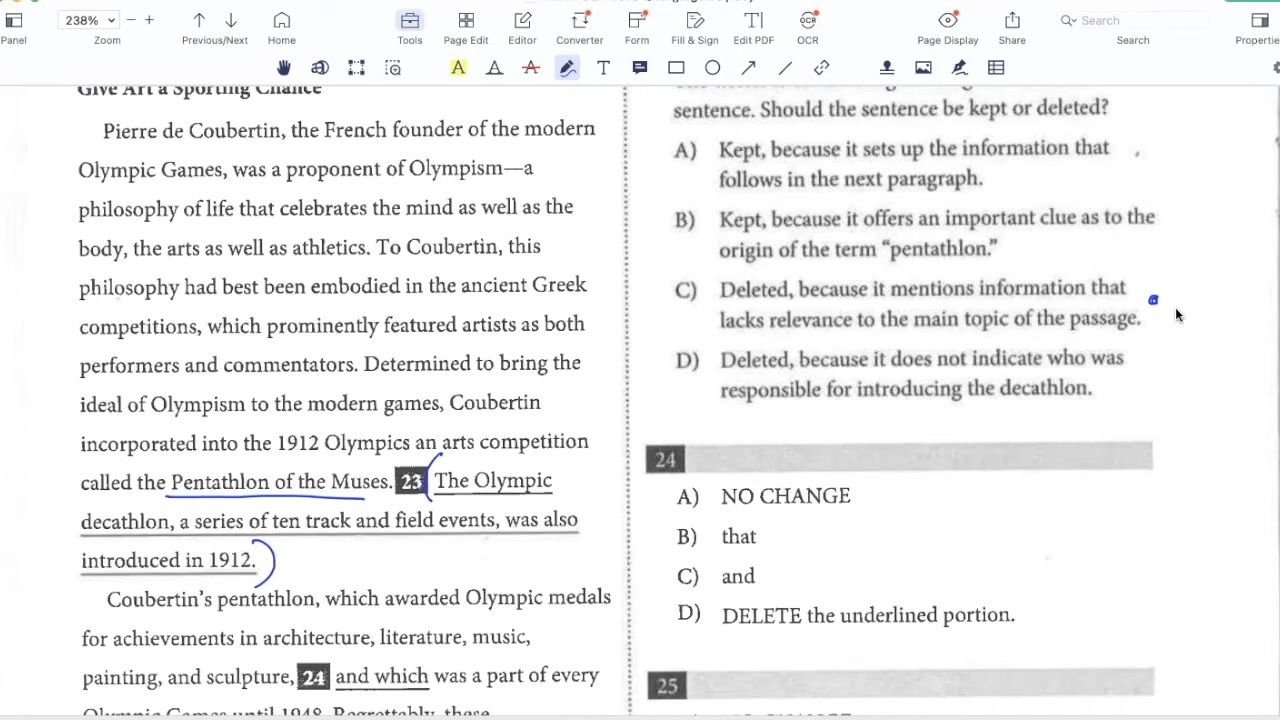 238%
Panel
Zoom
Previous/Next
Home
Tools
Page Edit
Editor
Converter
Form
Fill & Sign
Edit PDF
OCR
OCR
Page Display
Share
Search
Search
Propertie
Give Art a Sporting Chance
Pierre de Coubertin, the French founder of the modern
Olympic Games, was a proponent of Olympism—a
philosophy of life that celebrates the mind as well as the
body, the arts as well as athletics. To Coubertin, this
philosophy had best been embodied in the ancient Greek
competitions, which prominently featured artists as both
performers and commentators. Determined to bring the
ideal of Olympism to the modern games, Coubertin
incorporated into the 1912 Olympics an arts competition
called the Pentathlon of the Muses. 23 The Olympic
decathlon, a series of ten track and field events, was also
introduced in 1912.
Coubertin's pentathlon, which awarded Olympic medals
for achievements in architecture, literature, music,
painting, and sculpture, 24 and which was a part of every
Olympic Games until 1948. Regrettably, these
sentence. Should the sentence be kept or deleted?
A) Kept, because it sets up the information that
follows in the next paragraph.
B) Kept, because it offers an important clue as to the
origin of the term “pentathlon.”
C) Deleted, because it mentions information that
lacks relevance to the main topic of the passage.
D) Deleted, because it does not indicate who was
responsible for introducing the decathlon.
24
A) NO CHANGE
B) that
C) and
D) DELETE the underlined portion.
25